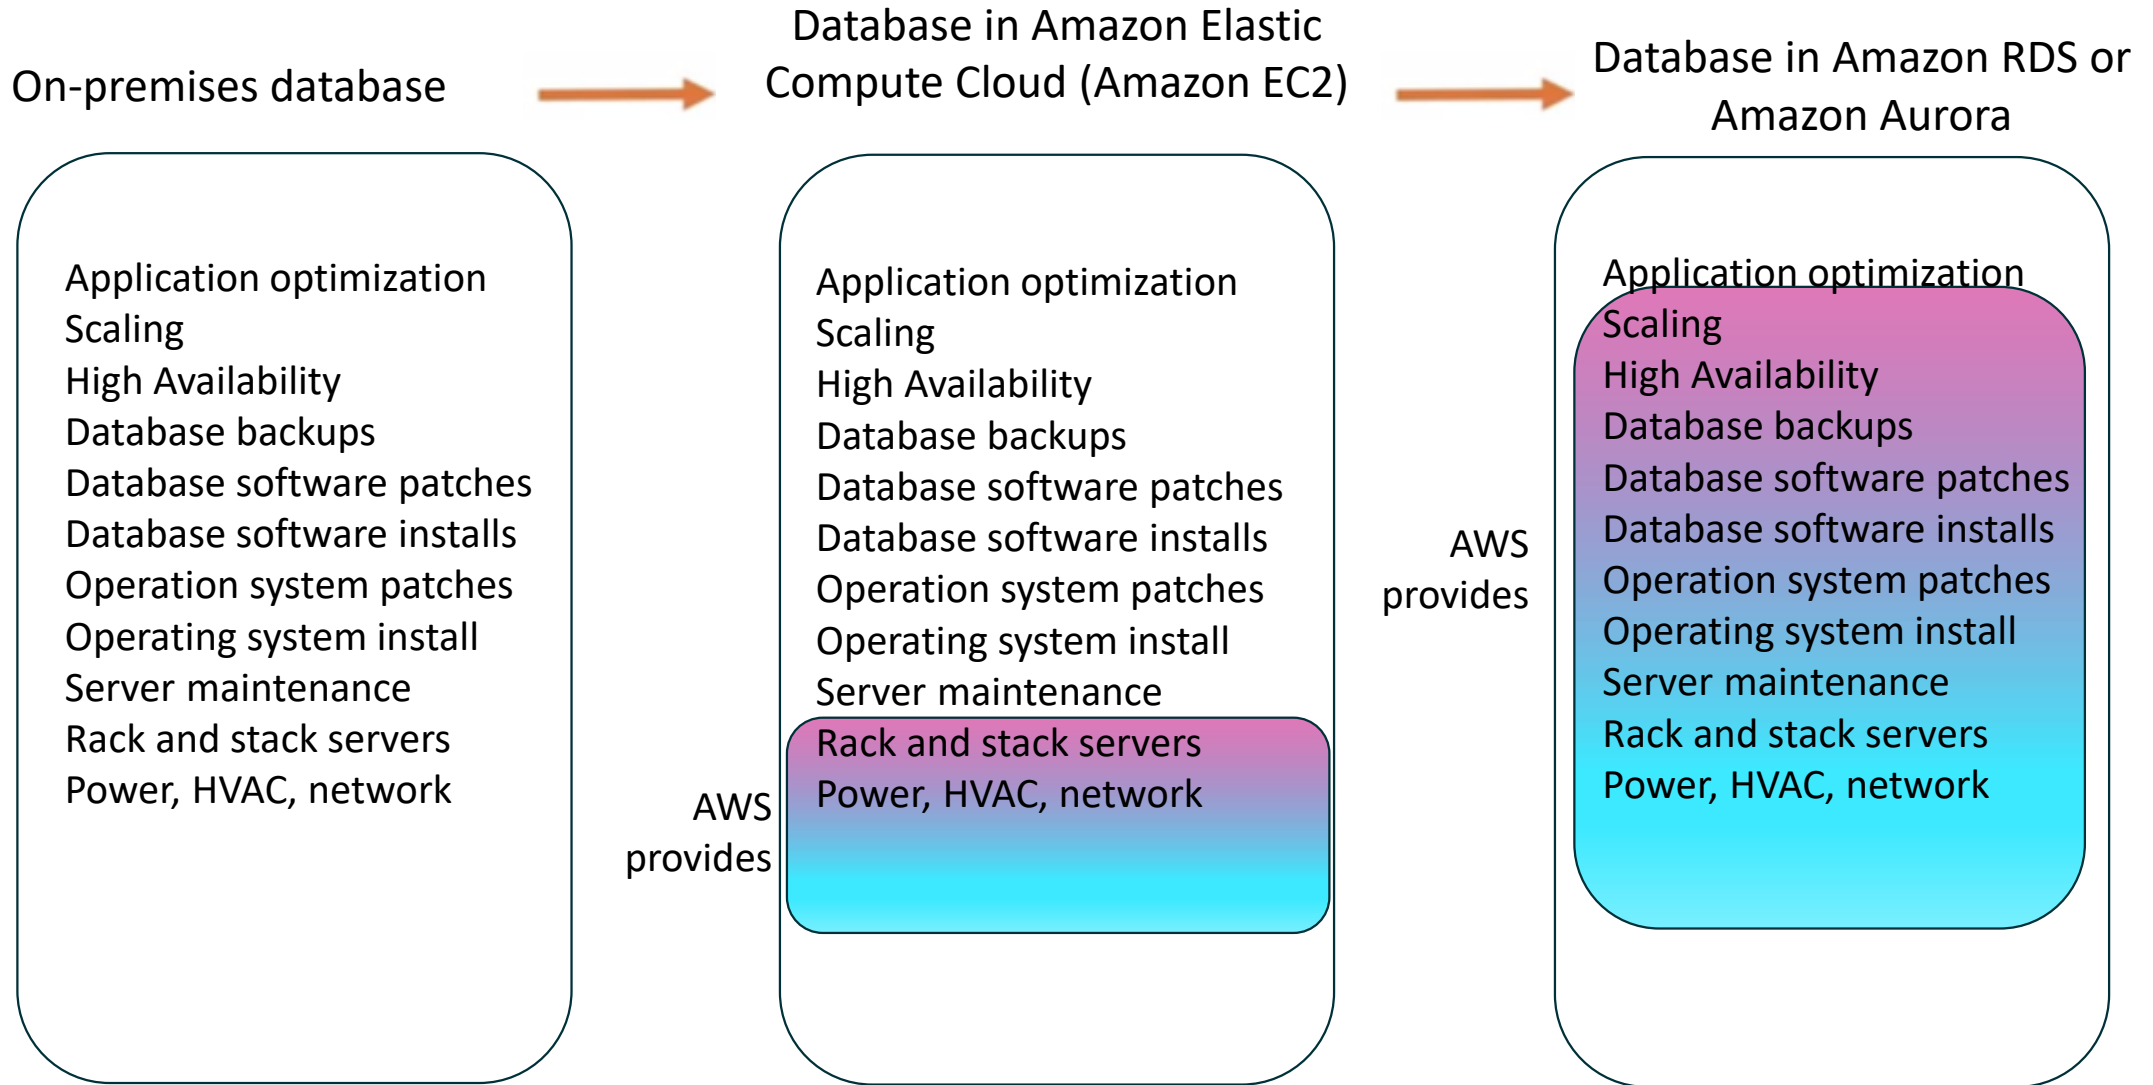 On-premises database
Database in Amazon Elastic
Compute Cloud (Amazon EC2)
Database in Amazon RDS or
Amazon Aurora
Application optimization
Scaling
High Availability
Database backups
Database software patches
Database software installs
Operation system patches
Operating system install
Server maintenance
Rack and stack servers
Power, HVAC, network
AWS
provides
Application optimization
Scaling
High Availability
Database backups
Database software patches
Database software installs
Operation system patches
Operating system install
Server maintenance
Rack and stack servers
Power, HVAC, network
AWS
provides
Application optimization
Scaling
High Availability
Database backups
Database software patches
Database software installs
Operation system patches
Operating system install
Server maintenance
Rack and stack servers
Power, HVAC, network